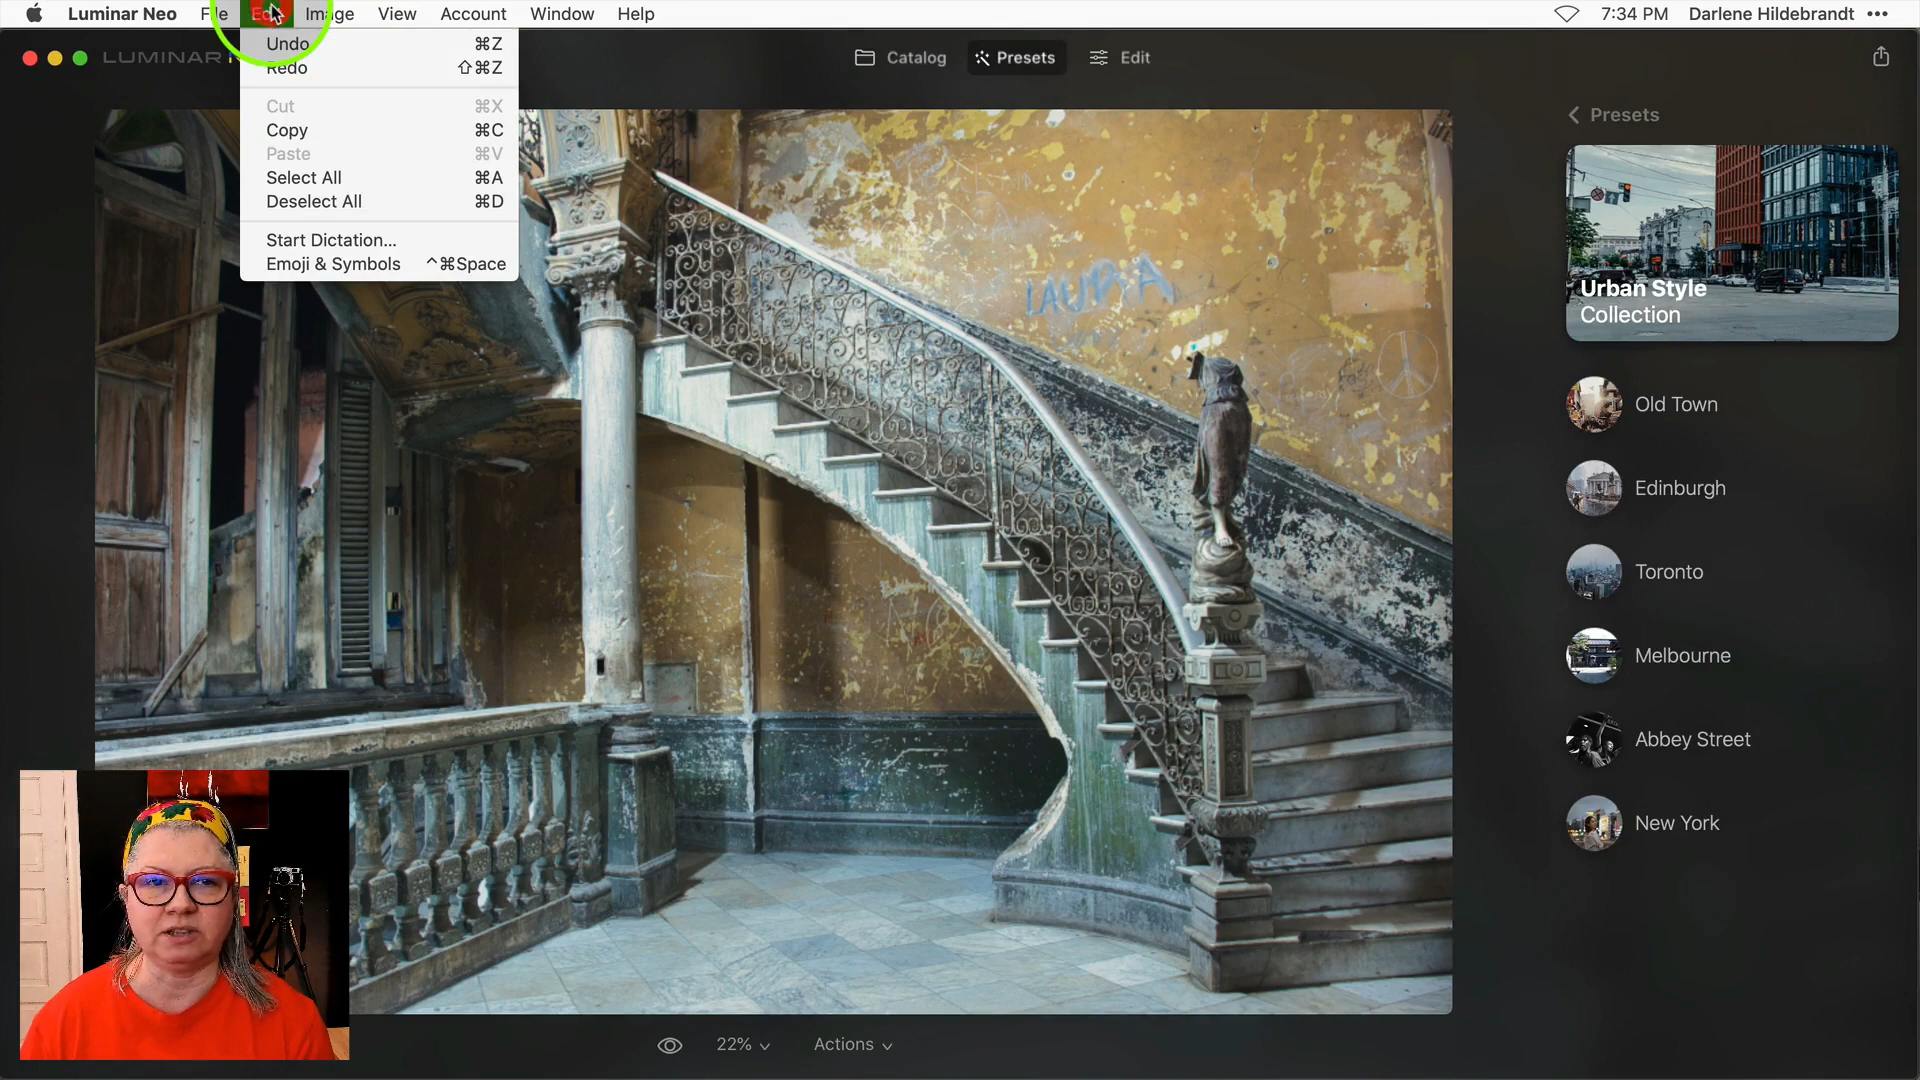 Luminar Neo File Edit Image View Account Window Help 7:34 PM Darlene Hildebrandt •••
LUMINAR
Catalog Presets Edit
Undo ⌘Z
Redo ⇧⌘Z
Cut ⌘X
Copy ⌘C
Paste ⌘V
Select All ⌘A
Deselect All ⌘D
Start Dictation...
Emoji & Symbols ^⌘Space
LAURA
Presets
Urban Style
Collection
Old Town
Edinburgh
Toronto
Melbourne
Abbey Street
New York
22% Actions